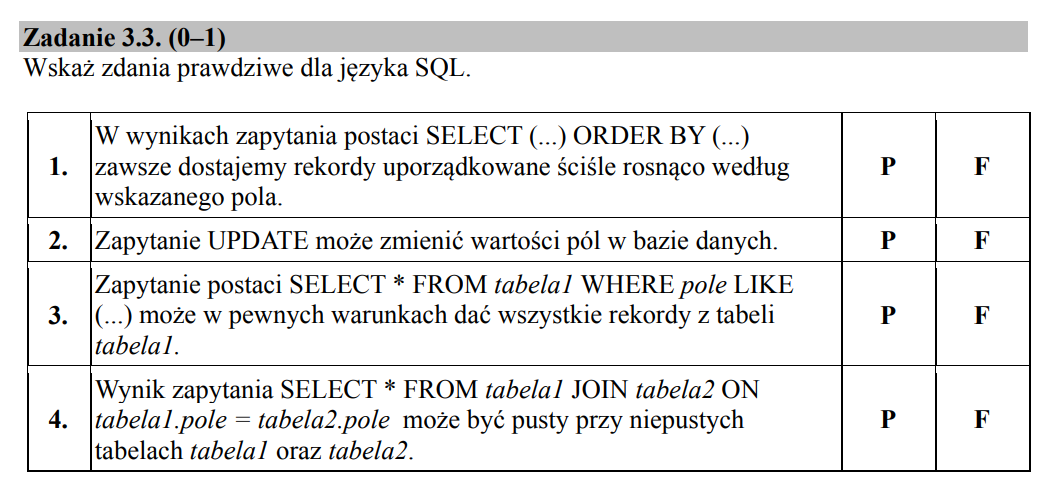 Zadanie 3.3. (0–1)
Wskaż zdania prawdziwe dla języka SQL.
W wynikach zapytania postaci SELECT (...) ORDER BY (...)
1. zawsze dostajemy rekordy uporządkowane ściśle rosnąco według P F
wskazanego pola.
2. Zapytanie UPDATE może zmienić wartości pól w bazie danych. P F
Zapytanie postaci SELECT * FROM tabela1 WHERE pole LIKE
3. (...) może w pewnych warunkach dać wszystkie rekordy z tabeli P F
tabela1.
Wynik zapytania SELECT * FROM tabela1 JOIN tabela2 ON
4. tabela1.pole = tabela2.pole może być pusty przy niepustych P F
tabelach tabela1 oraz tabela2.